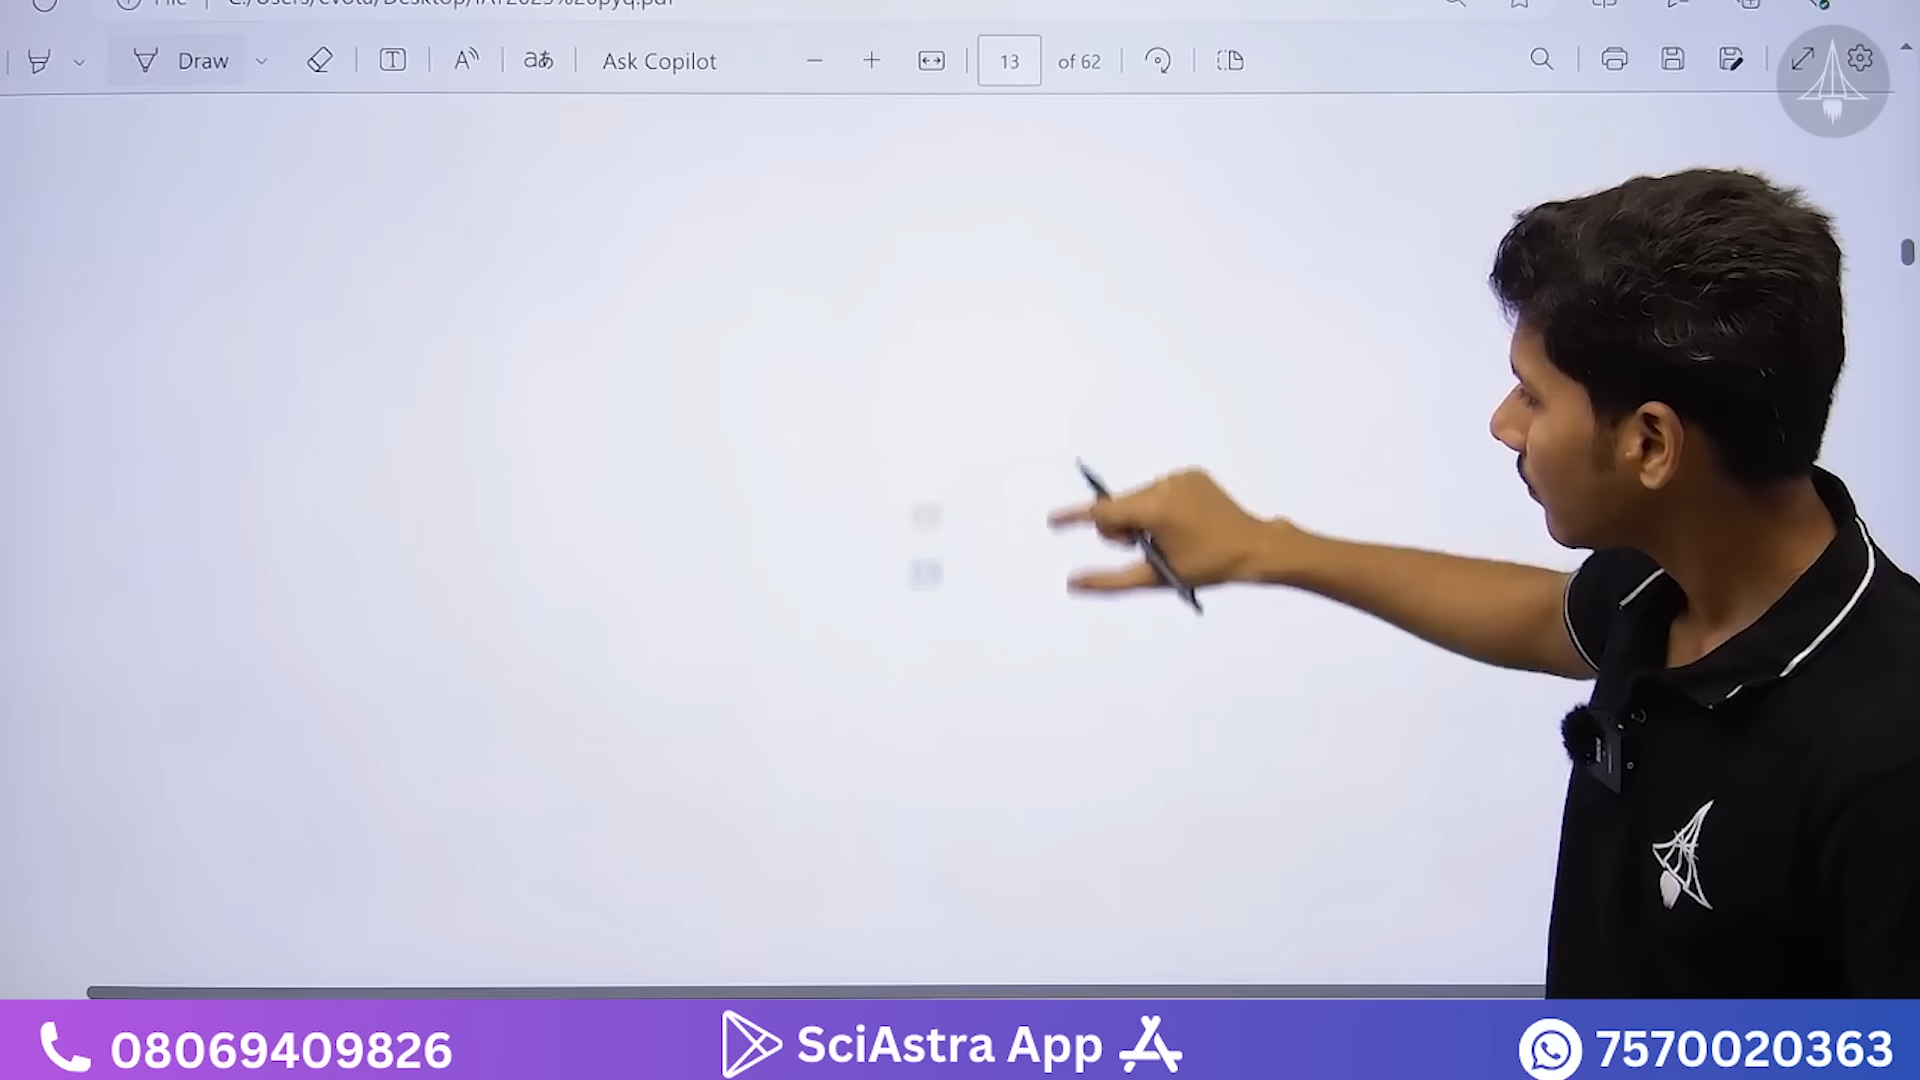 Draw
Ask Copilot
13 of 62
08069409826
SciAstra App
7570020363